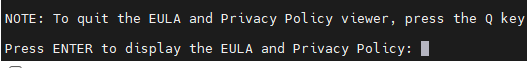 NOTE: To quit the EULA and Privacy Policy viewer, press the Q key
Press ENTER to display the EULA and Privacy Policy: